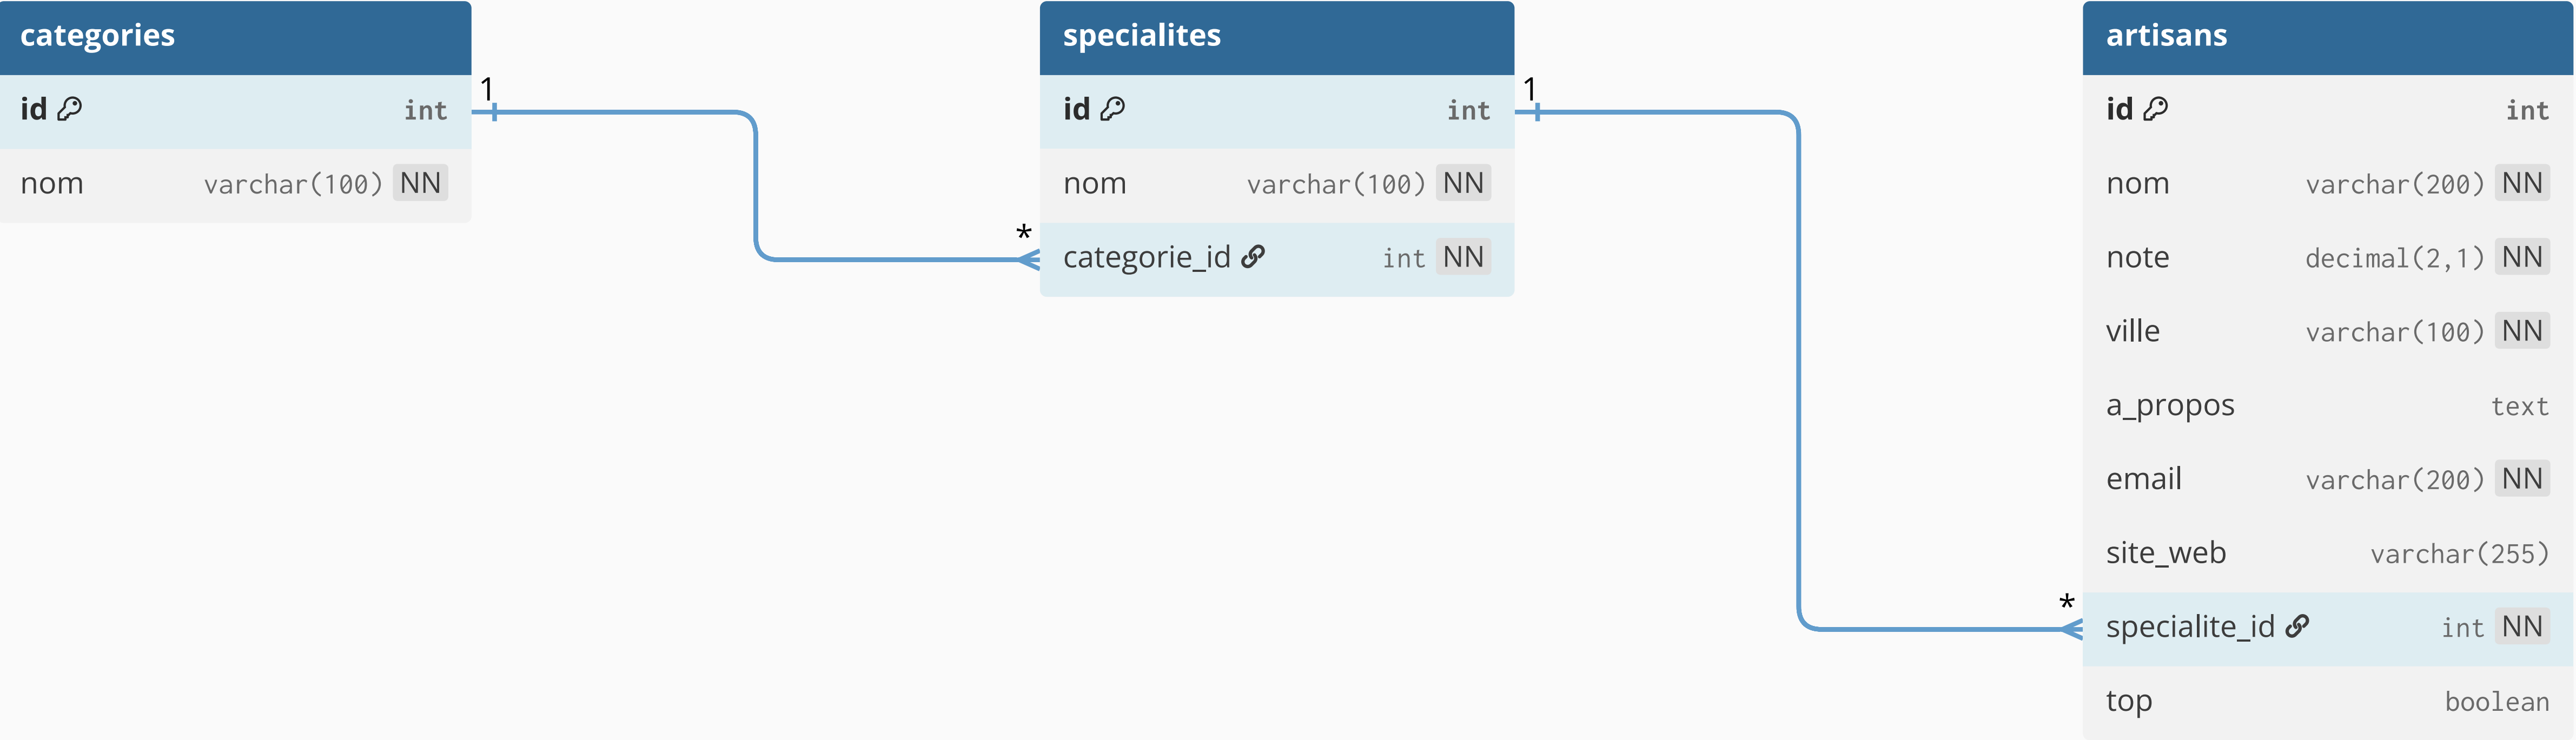 categories
id int
nom varchar(100) NN
1
*
specialites
id int
nom varchar(100) NN
categorie_id int NN
1
*
artisans
id int
nom varchar(200) NN
note decimal(2,1) NN
ville varchar(100) NN
a_propos text
email varchar(200) NN
site_web varchar(255)
specialite_id int NN
top boolean